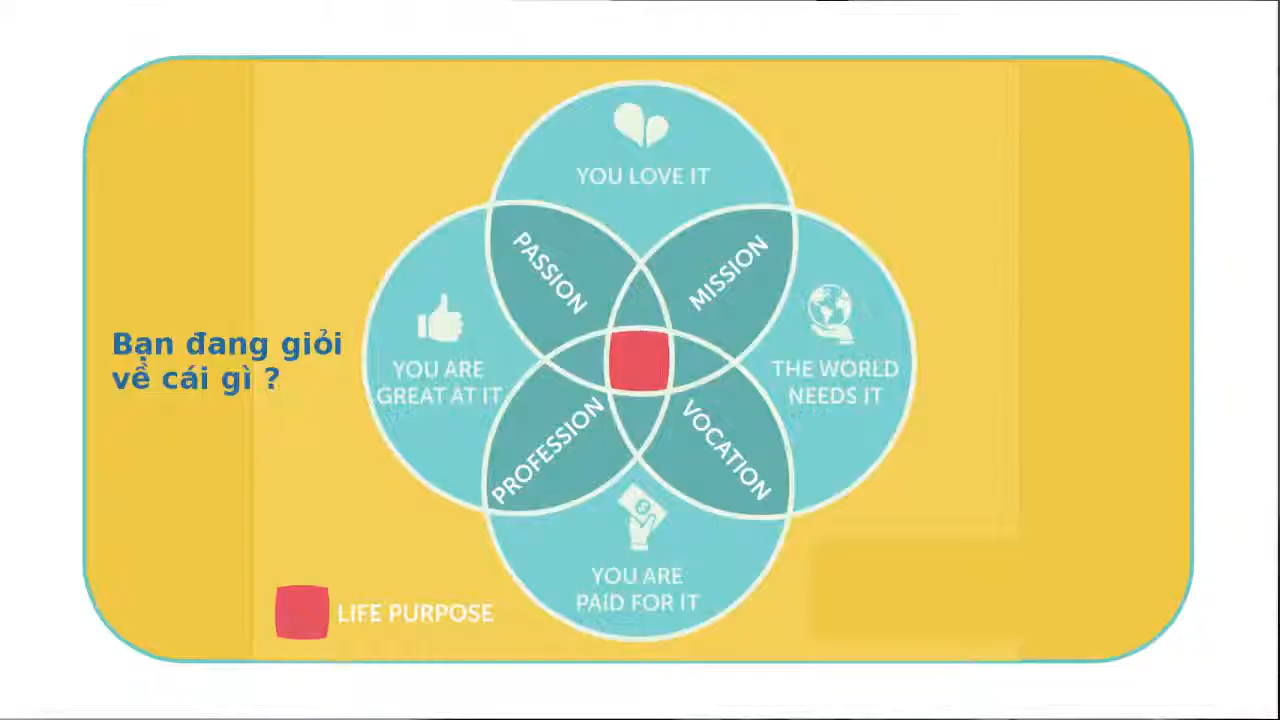 YOU LOVE IT
PASSION
MISSION
Bạn đang giỏi
về cái gì ?
YOU ARE
GREAT AT IT
THE WORLD
NEEDS IT
PROFESSION
VOCATION
YOU ARE
PAID FOR IT
LIFE PURPOSE